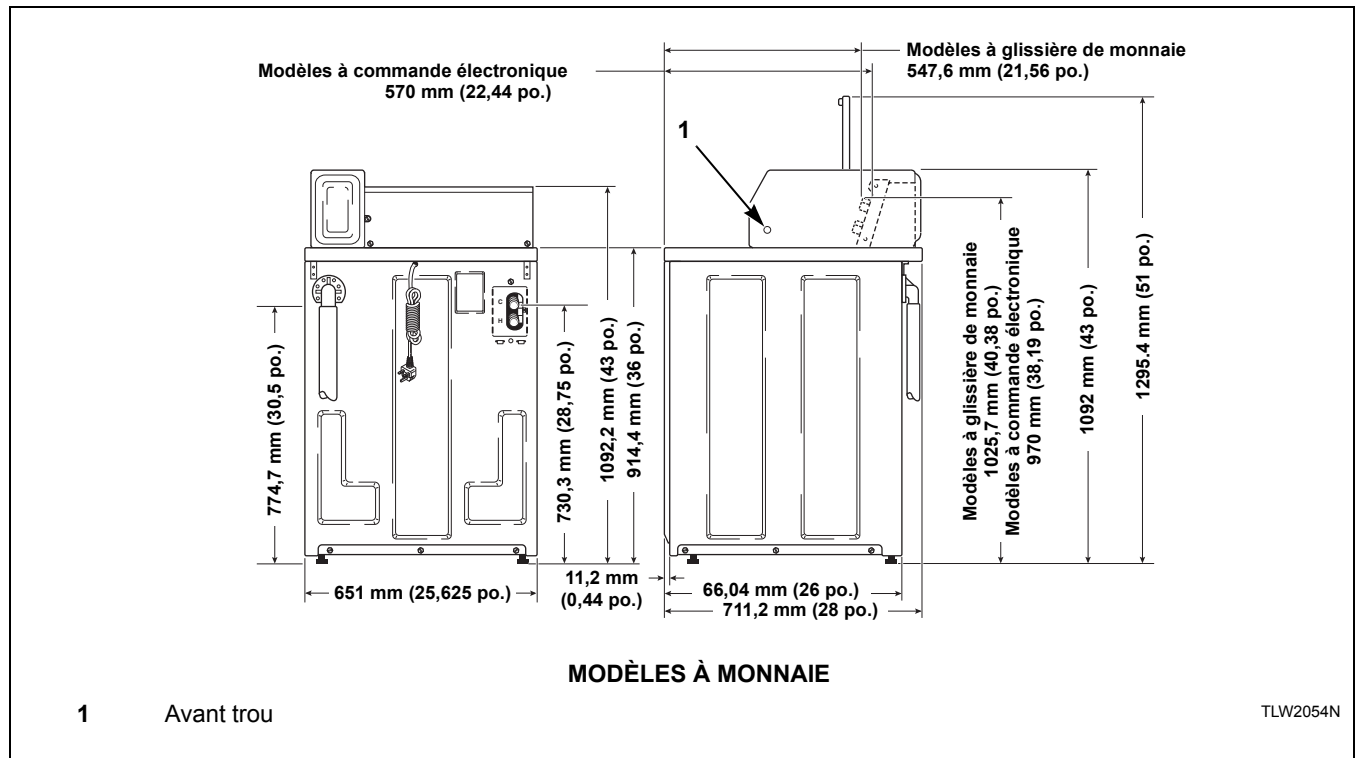 Modèles à commande électronique
570 mm (22,44 po.)
Modèles à glissière de monnaie
547,6 mm (21,56 po.)
1
C
H
774,7 mm (30,5 po.)
730,3 mm (28,75 po.)
1092,2 mm (43 po.)
914,4 mm (36 po.)
Modèles à glissière de monnaie
1025,7 mm (40,38 po.)
Modèles à commande électronique
970 mm (38,19 po.)
1092 mm (43 po.)
1295.4 mm (51 po.)
651 mm (25,625 po.)
11,2 mm
(0,44 po.)
66,04 mm (26 po.)
711,2 mm (28 po.)
MODÈLES À MONNAIE
1 Avant trou
TLW2054N